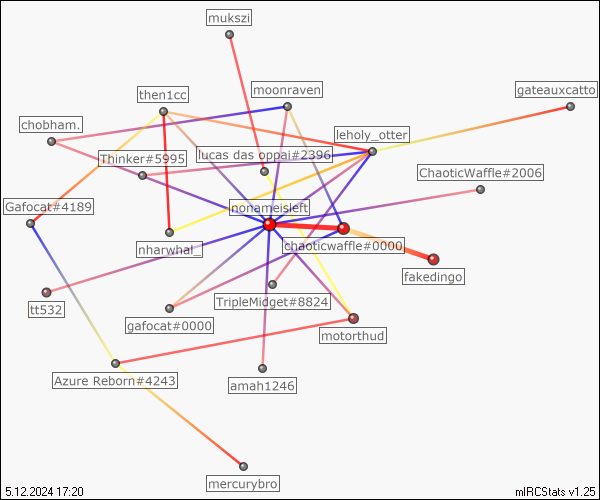 mukszi
moonraven
gateauxcatto
then1cc
chobham.
leholy_otter
lucas das oppai#2396
Thinker#5995
ChaoticWaffle#2006
Gafocat#4189
nonameisleft
nharwhal_
chaoticwaffle#0000
fakedingo
TripleMidget#8824
tt532
gafocat#0000
motorthud
Azure Reborn#4243
amah1246
mercurybro
5.12.2024 17:20
mIRCStats v1.25